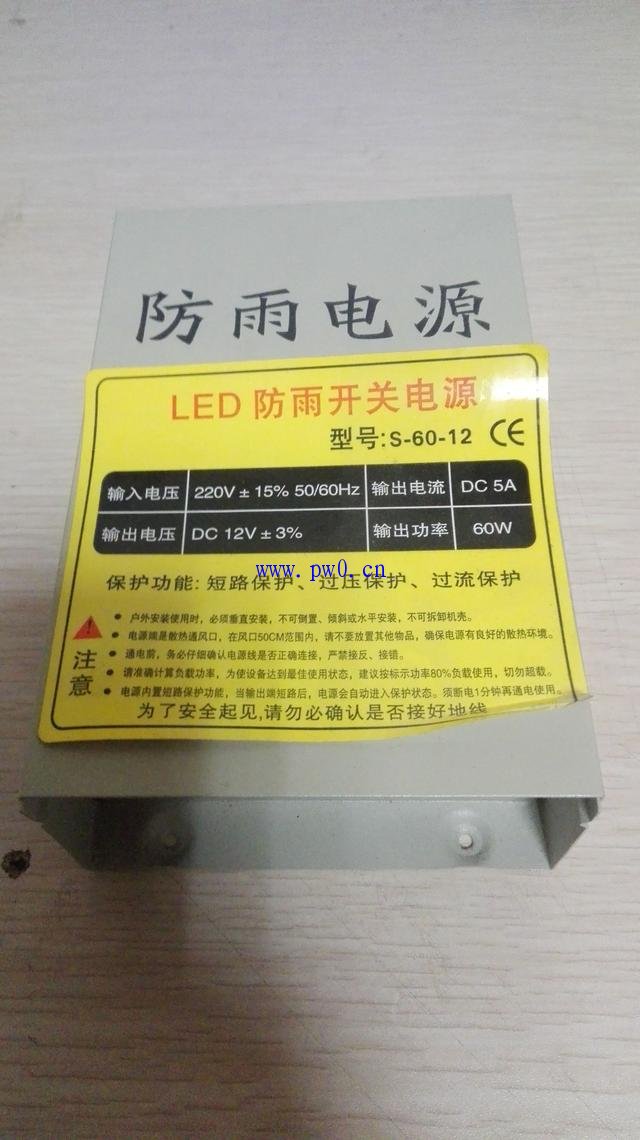 防雨电源
LED 防雨开关电源
型号:S-60-12 CE
输入电压 220V ± 15% 50/60Hz 输出电流 DC 5A
输出电压 DC 12V ± 3% 输出功率 60W
www.pw0.cn
保护功能: 短路保护、过压保护、过流保护
注意
● 户外安装使用时，必须垂直安装，不可倒置、倾斜或水平安装，不可拆卸机壳。
● 电源端是散热通风口，在风口50CM范围内，请不要放置其他物品，确保电源有良好的散热环境。
● 通电前，务必仔细确认电源线是否正确连接，严禁接反、接错。
● 请准确计算负载功率，为使设备达到最佳使用状态，建议按标示功率80%负载使用，切勿超载。
● 电源内置短路保护功能，当输出端短路后，电源会自动进入保护状态。须断电1分钟再通电使用。
为了安全起见,请勿必确认是否接好地线